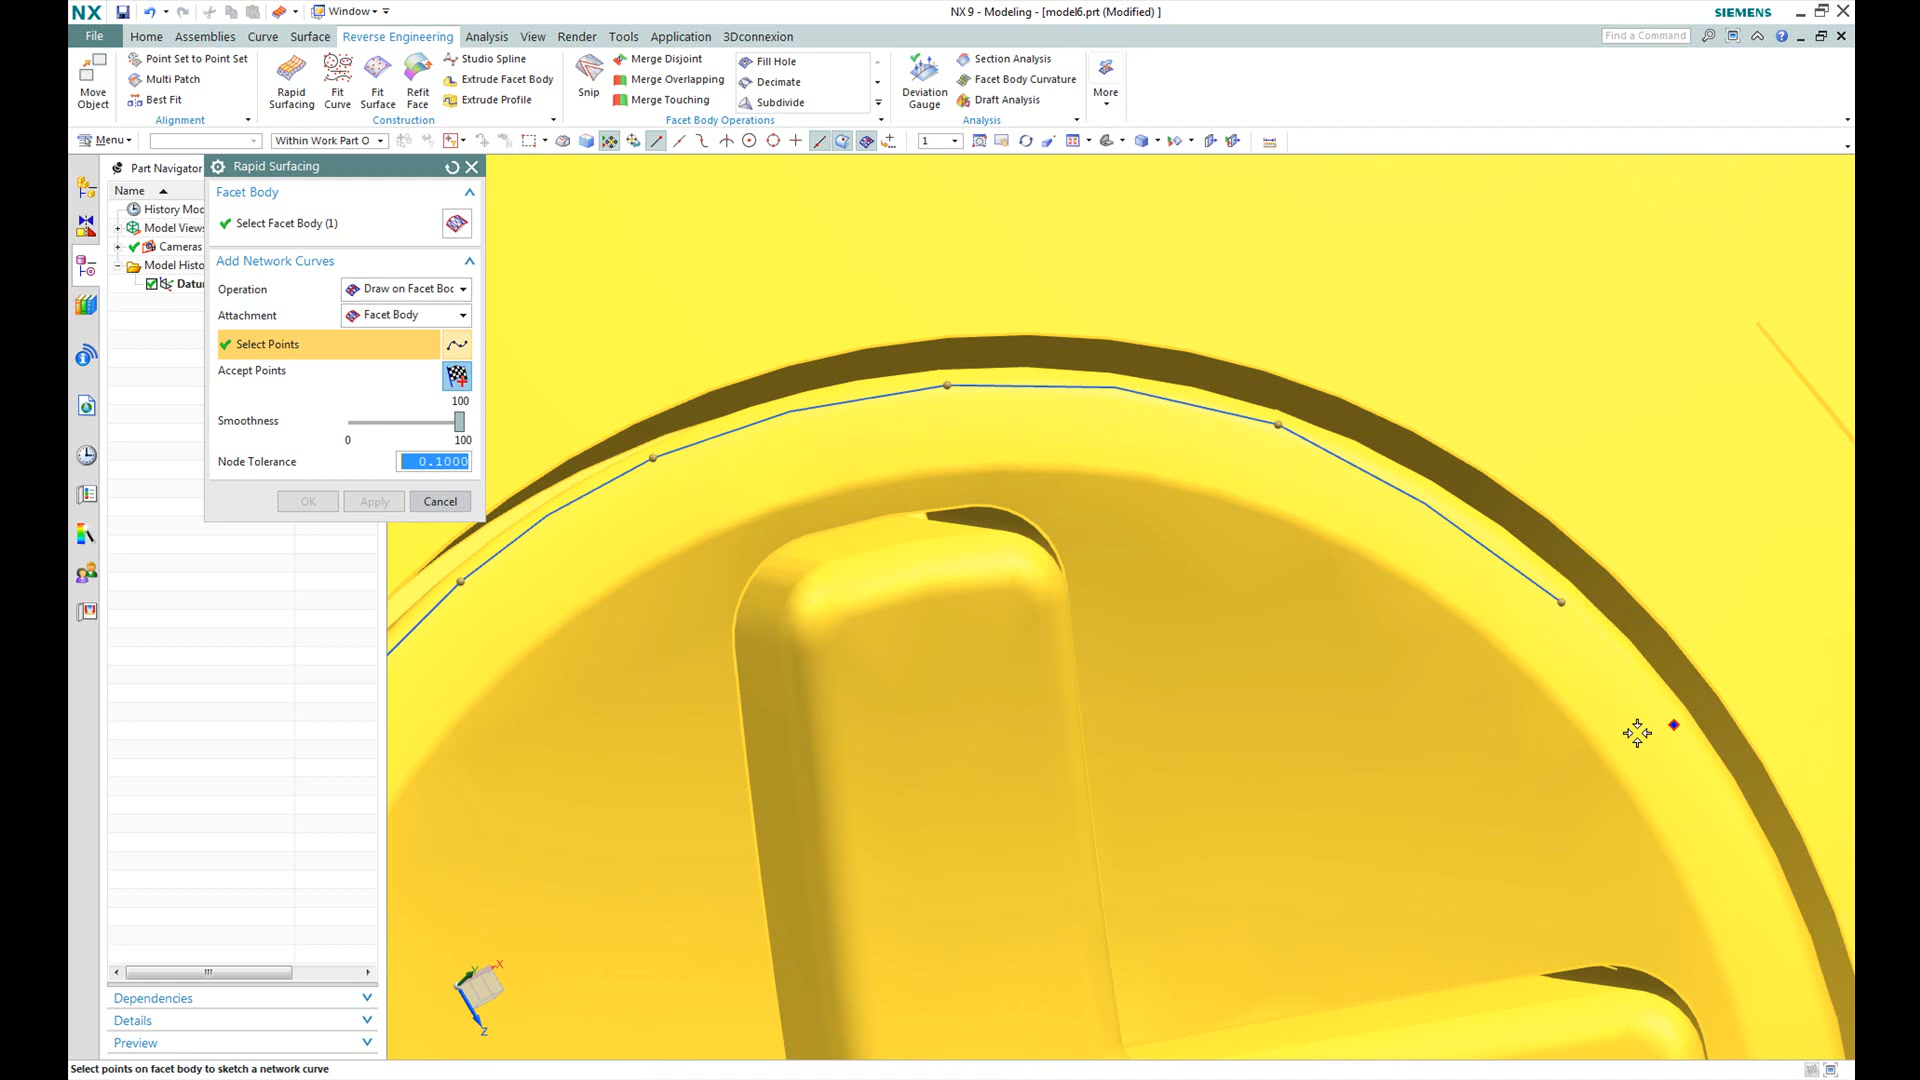 NX
Window
NX 9 - Modeling - [model6.prt (Modified) ]
SIEMENS
File
Home
Assemblies
Curve
Surface
Reverse Engineering
Analysis
View
Render
Tools
Application
3Dconnexion
Find a Command
Move Object
Point Set to Point Set
Multi Patch
Best Fit
Alignment
Rapid Surfacing
Fit Curve
Fit Surface
Refit Face
Studio Spline
Extrude Facet Body
Extrude Profile
Construction
Snip
Merge Disjoint
Merge Overlapping
Merge Touching
Fill Hole
Decimate
Subdivide
Facet Body Operations
Deviation Gauge
Section Analysis
Facet Body Curvature
Draft Analysis
Analysis
More
Menu
Within Work Part O
1
Part Navigator
Name
History Moc
Model Views
Cameras
Model Histo
Datur
Rapid Surfacing
Facet Body
Select Facet Body (1)
Add Network Curves
Operation
Draw on Facet Boc
Attachment
Facet Body
Select Points
Accept Points
100
Smoothness
0
100
Node Tolerance
0.1000
OK
Apply
Cancel
X
Y
Z
Dependencies
Details
Preview
Select points on facet body to sketch a network curve